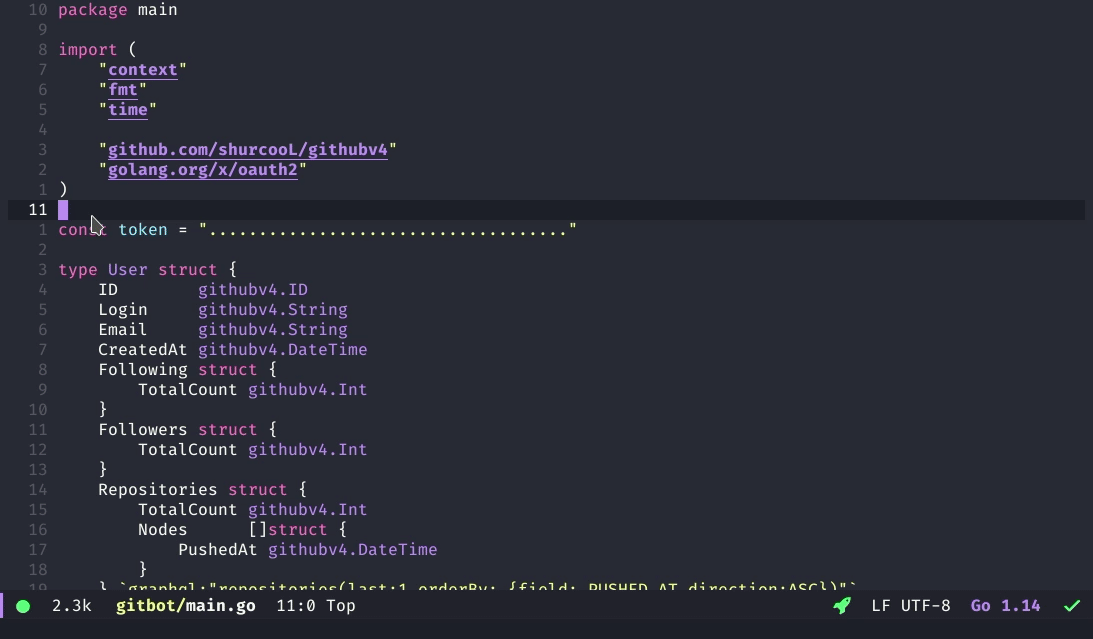 10 package main
9
8 import (
7     "context"
6     "fmt"
5     "time"
4
3     "github.com/shurcooL/githubv4"
2     "golang.org/x/oauth2"
1 )
11
1 const token = "...................................."
2
3 type User struct {
4     ID        githubv4.ID
5     Login     githubv4.String
6     Email     githubv4.String
7     CreatedAt githubv4.DateTime
8     Following struct {
9         TotalCount githubv4.Int
10     }
11     Followers struct {
12         TotalCount githubv4.Int
13     }
14     Repositories struct {
15         TotalCount githubv4.Int
16         Nodes      []struct {
17             PushedAt githubv4.DateTime
18         }
19     } `graphql:"repositories(last:1 orderBy: {field: PUSHED_AT direction:ASC})"`
2.3k gitbot/main.go 11:0 Top LF UTF-8 Go 1.14